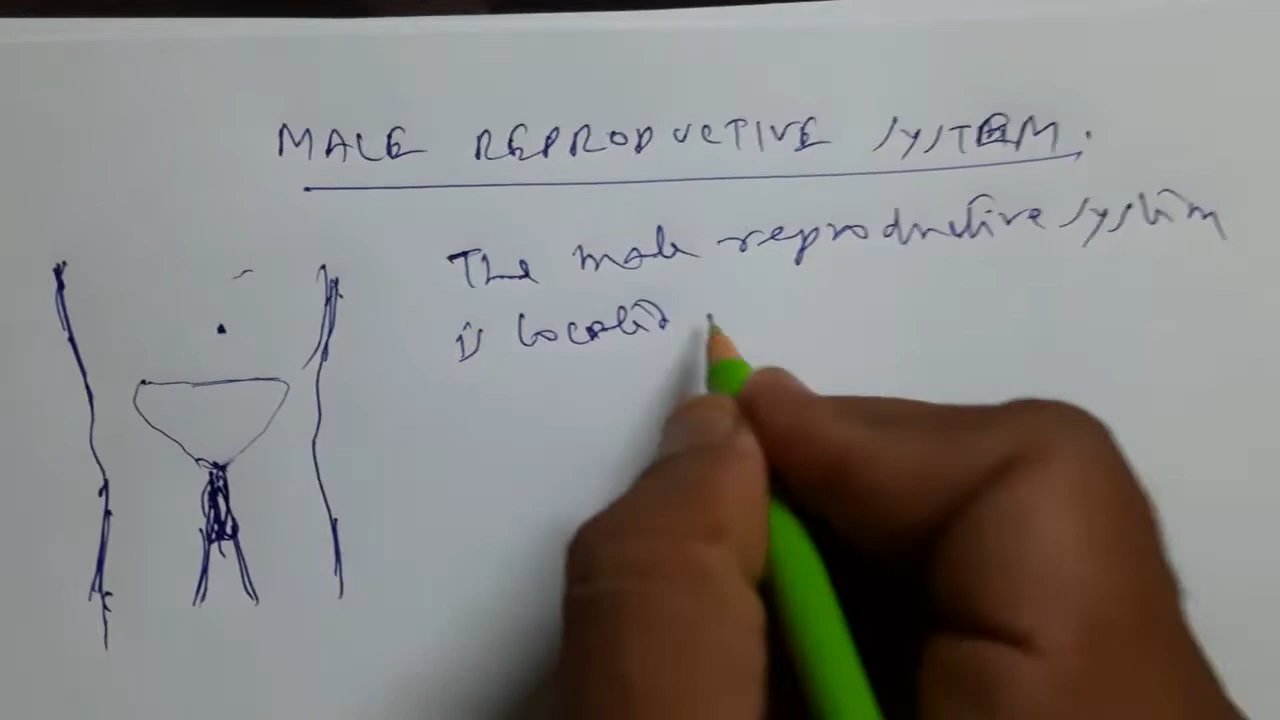 MALE REPRODUCTIVE SYSTEM.
The male reproductive system
is located